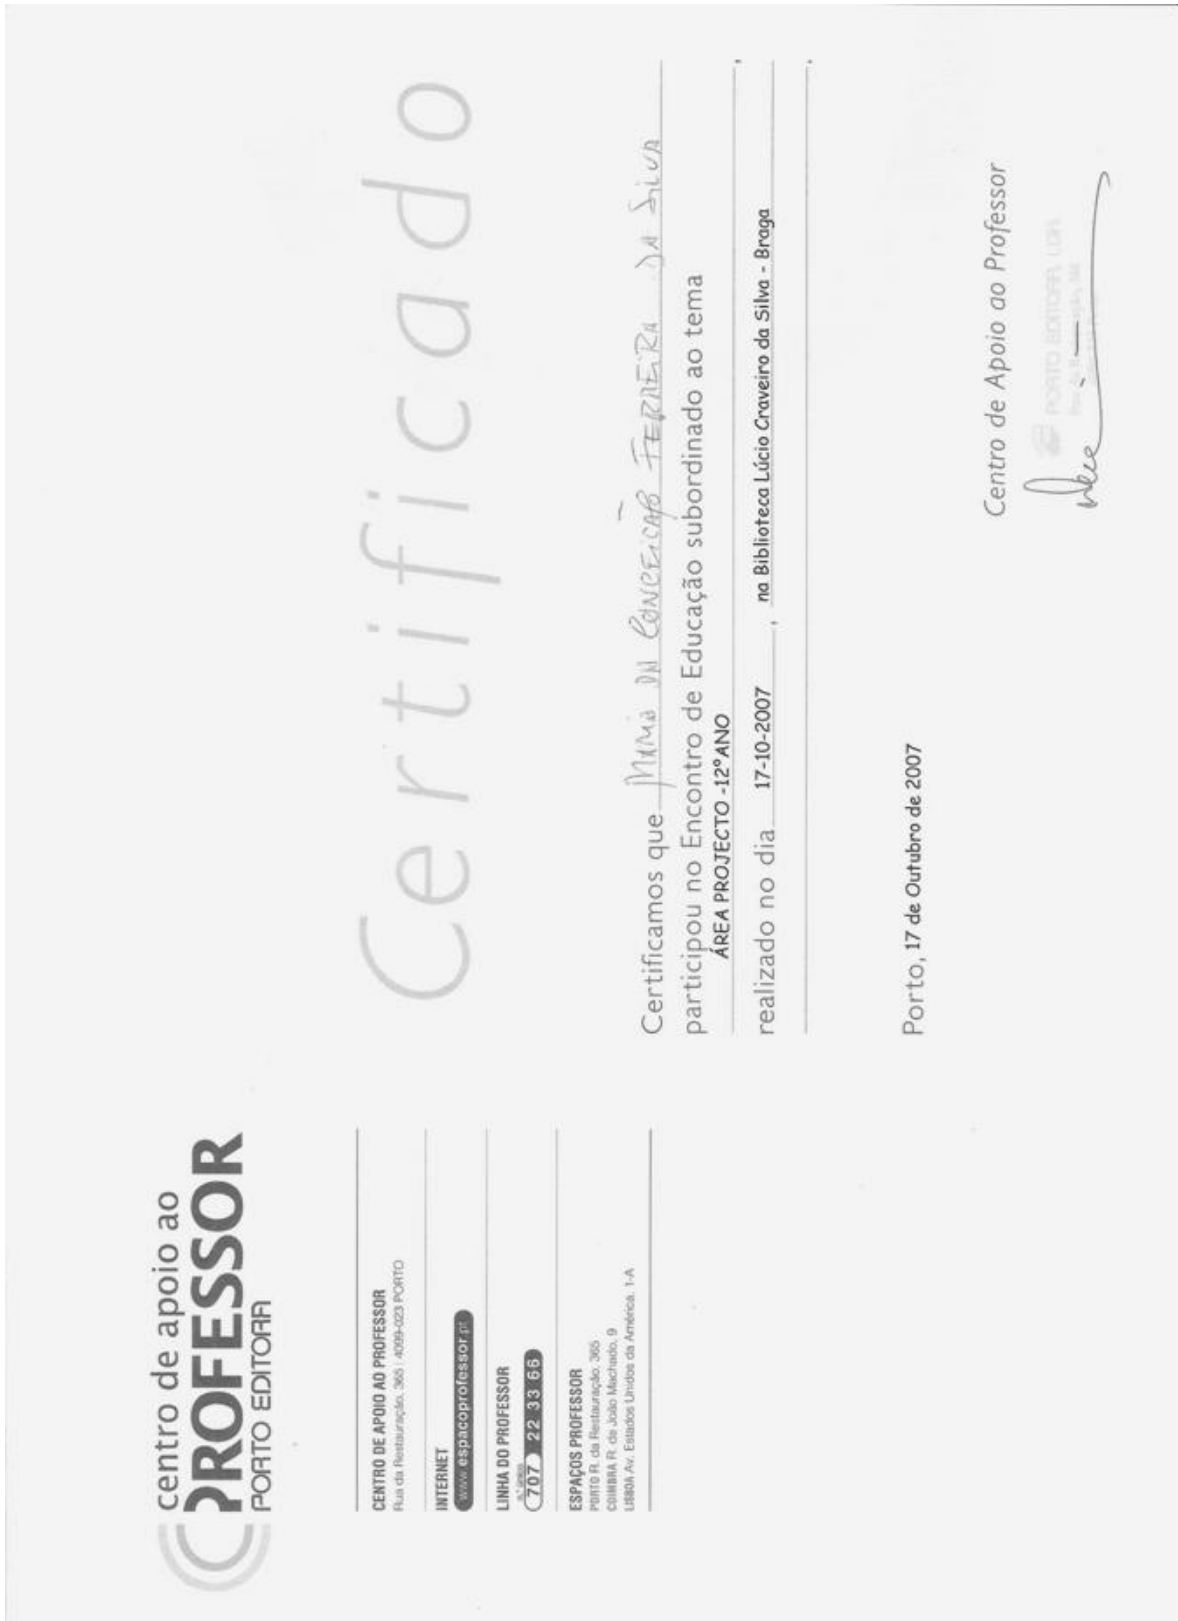 centro de apoio ao
PROFESSOR
PORTO EDITORA
CENTRO DE APOIO AO PROFESSOR
Rua da Restauração, 365 | 4099-023 PORTO
INTERNET
www.espacoprofessor.pt
LINHA DO PROFESSOR
n.º único
707 22 33 66
ESPAÇOS PROFESSOR
PORTO R. da Restauração, 365
COIMBRA R. de João Machado, 9
LISBOA Av. Estados Unidos da América, 1-A
Certificado
Certificamos que Maria da Conceição Ferreira da Silva
participou no Encontro de Educação subordinado ao tema
ÁREA PROJECTO -12º ANO,
realizado no dia 17-10-2007, na Biblioteca Lúcio Craveiro da Silva - Braga
Porto, 17 de Outubro de 2007
Centro de Apoio ao Professor
PORTO EDITORA, LDA